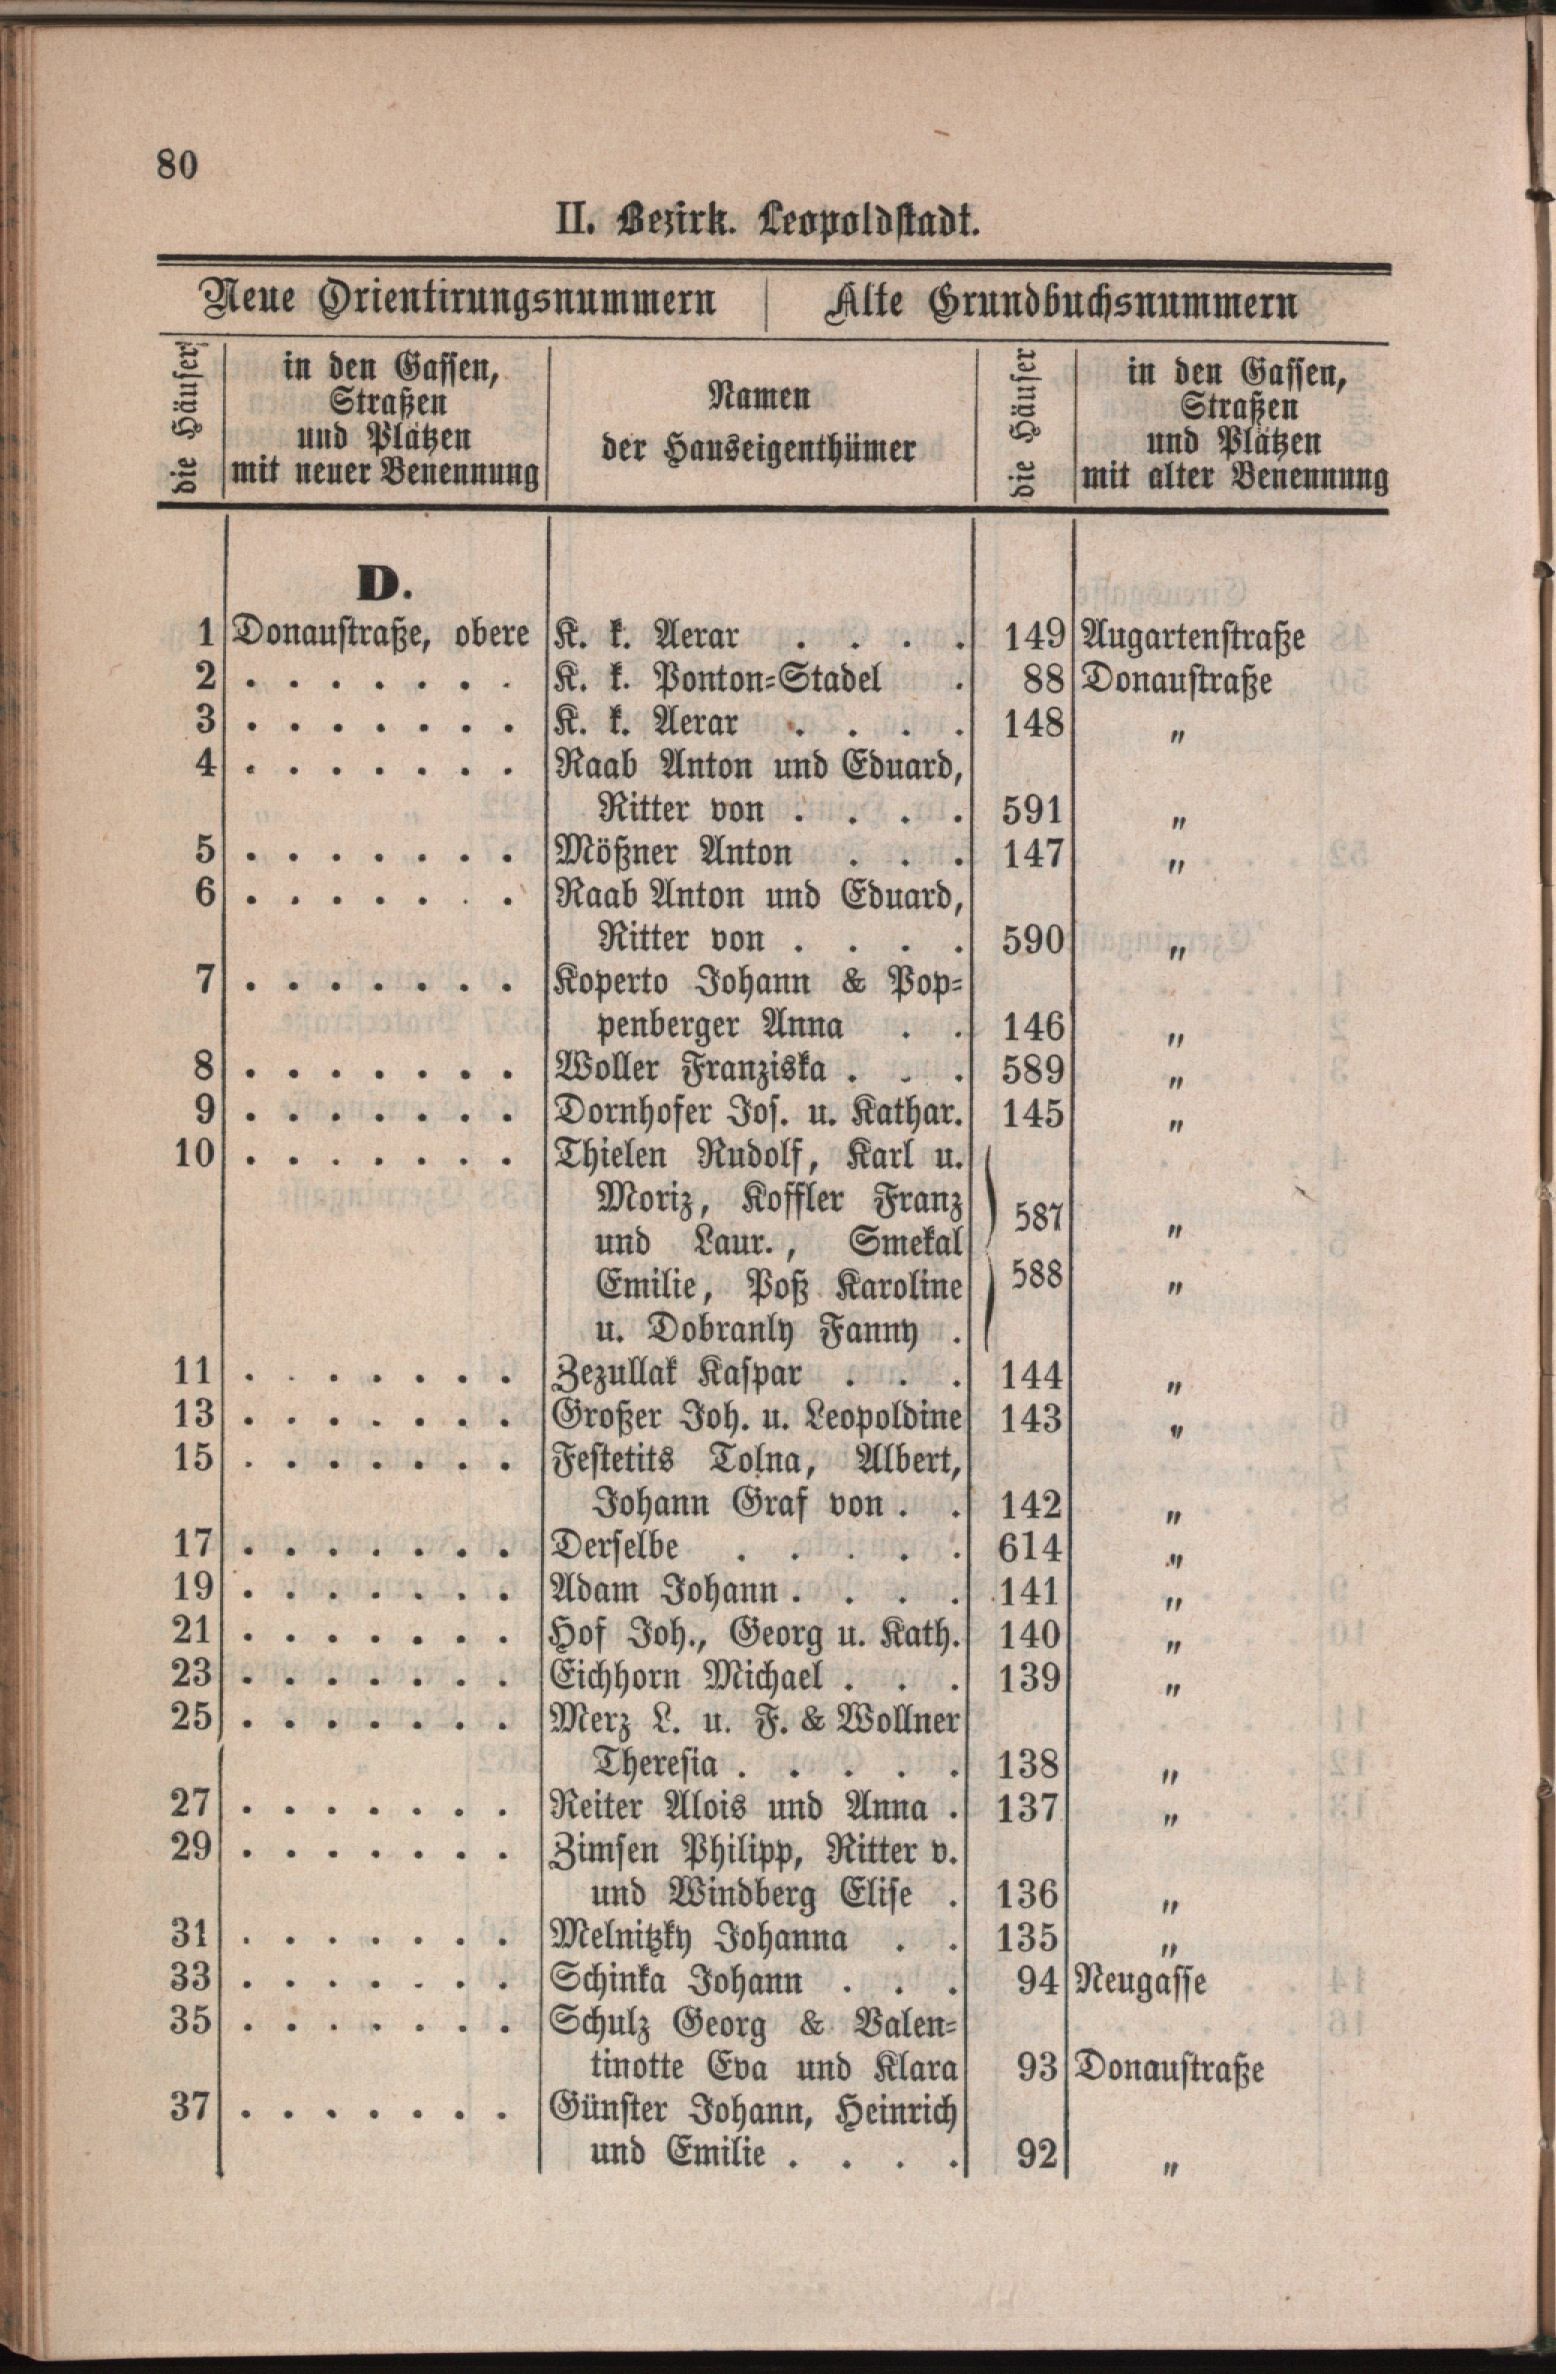 80
II. Bezirk. Leopoldstadt.
Neue Orientirungsnummern | Alte Grundbuchsnummern
die Häuser
in den Gassen,
Straßen
und Plätzen
mit neuer Benennung
Namen
der Hauseigenthümer
die Häuser
in den Gassen,
Straßen
und Plätzen
mit alter Benennung
D.
1 Donaustraße, obere K. k. Aerar . . . . 149 Augartenstraße
2 . . . . . . . K. k. Ponton=Stadel . 88 Donaustraße
3 . . . . . . . K. k. Aerar . . . . 148 „
4 . . . . . . . Raab Anton und Eduard,
Ritter von . . . . 591 „
5 . . . . . . . Mößner Anton . . . 147 „
6 . . . . . . . Raab Anton und Eduard,
Ritter von . . . . 590 „
7 . . . . . . . Koperto Johann & Pop=
penberger Anna . . 146 „
8 . . . . . . . Woller Franziska . . . 589 „
9 . . . . . . . Dornhofer Jos. u. Kathar. 145 „
10 . . . . . . . Thielen Rudolf, Karl u.
Moriz, Koffler Franz 587 „
und Laur., Smekal
Emilie, Poß Karoline 588 „
u. Dobranly Fanny .
11 . . . . . . . Zezullak Kaspar . . . 144 „
13 . . . . . . . Großer Joh. u. Leopoldine 143 „
15 . . . . . . . Festetits Tolna, Albert,
Johann Graf von . . 142 „
17 . . . . . . . Derselbe . . . . . . 614 „
19 . . . . . . . Adam Johann . . . . 141 „
21 . . . . . . . Hof Joh., Georg u. Kath. 140 „
23 . . . . . . . Eichhorn Michael . . . 139 „
25 . . . . . . . Merz L. u. F. & Wollner
Theresia . . . . . . 138 „
27 . . . . . . . Reiter Alois und Anna . 137 „
29 . . . . . . . Zimsen Philipp, Ritter v.
und Windberg Elise . 136 „
31 . . . . . . . Melnitzky Johanna . . 135 „
33 . . . . . . . Schinka Johann . . . 94 Neugasse
35 . . . . . . . Schulz Georg & Valen=
tinotte Eva und Klara 93 Donaustraße
37 . . . . . . . Günster Johann, Heinrich
und Emilie . . . . 92 „